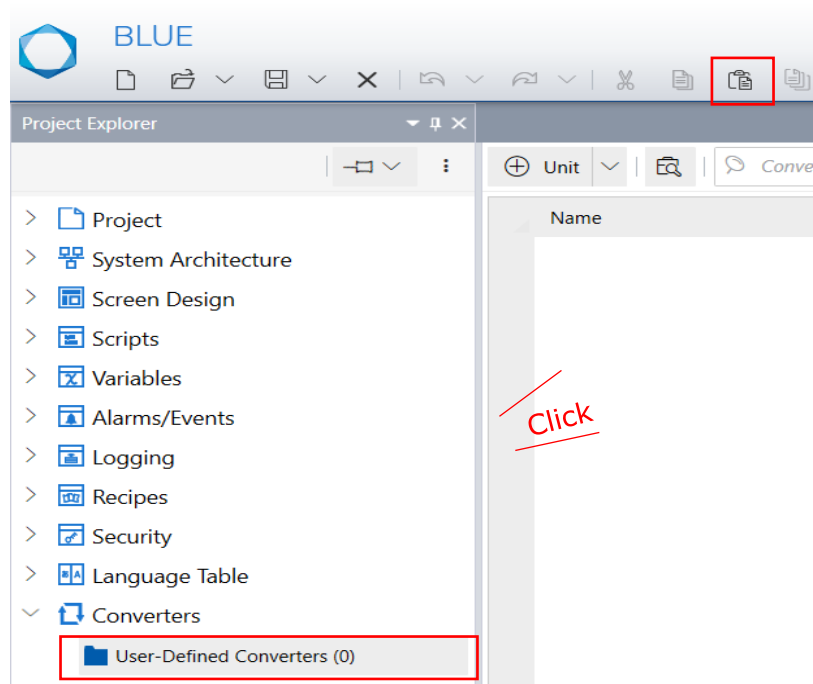 BLUE
Project Explorer
Unit
Conve
Name
Project
System Architecture
Screen Design
Scripts
Variables
Alarms/Events
Click
Logging
Recipes
Security
Language Table
Converters
User-Defined Converters (0)